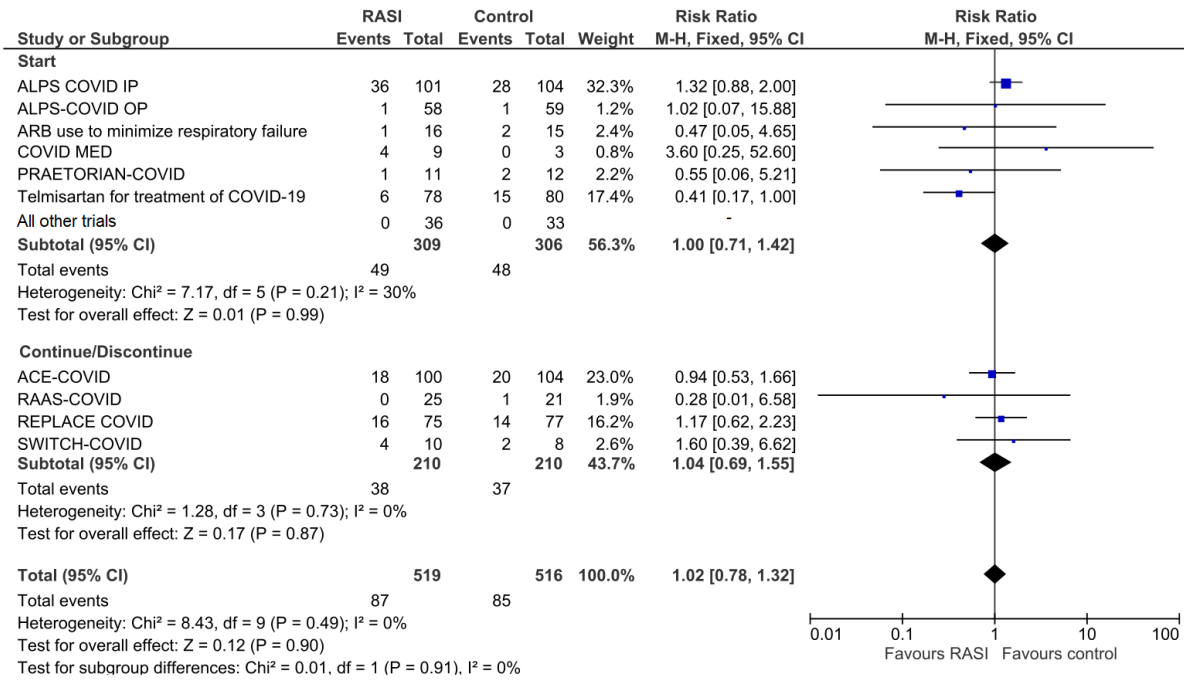 RASI Control Risk Ratio Risk Ratio
Study or Subgroup Events Total Events Total Weight M-H, Fixed, 95% CI M-H, Fixed, 95% CI
Start
ALPS COVID IP 36 101 28 104 32.3% 1.32 [0.88, 2.00]
ALPS-COVID OP 1 58 1 59 1.2% 1.02 [0.07, 15.88]
ARB use to minimize respiratory failure 1 16 2 15 2.4% 0.47 [0.05, 4.65]
COVID MED 4 9 0 3 0.8% 3.60 [0.25, 52.60]
PRAETORIAN-COVID 1 11 2 12 2.2% 0.55 [0.06, 5.21]
Telmisartan for treatment of COVID-19 6 78 15 80 17.4% 0.41 [0.17, 1.00]
All other trials 0 36 0 33 -
Subtotal (95% CI) 309 306 56.3% 1.00 [0.71, 1.42]
Total events 49 48
Heterogeneity: Chi² = 7.17, df = 5 (P = 0.21); I² = 30%
Test for overall effect: Z = 0.01 (P = 0.99)
Continue/Discontinue
ACE-COVID 18 100 20 104 23.0% 0.94 [0.53, 1.66]
RAAS-COVID 0 25 1 21 1.9% 0.28 [0.01, 6.58]
REPLACE COVID 16 75 14 77 16.2% 1.17 [0.62, 2.23]
SWITCH-COVID 4 10 2 8 2.6% 1.60 [0.39, 6.62]
Subtotal (95% CI) 210 210 43.7% 1.04 [0.69, 1.55]
Total events 38 37
Heterogeneity: Chi² = 1.28, df = 3 (P = 0.73); I² = 0%
Test for overall effect: Z = 0.17 (P = 0.87)
Total (95% CI) 519 516 100.0% 1.02 [0.78, 1.32]
Total events 87 85
Heterogeneity: Chi² = 8.43, df = 9 (P = 0.49); I² = 0%
Test for overall effect: Z = 0.12 (P = 0.90)
Test for subgroup differences: Chi² = 0.01, df = 1 (P = 0.91), I² = 0%
0.01 0.1 1 10 100
Favours RASI Favours control